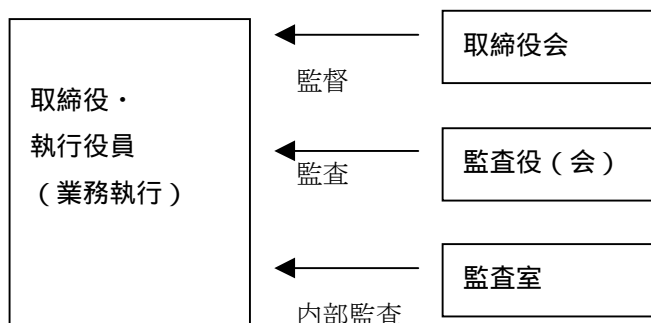 取締役・
執行役員
（業務執行）
監督
監査
内部監査
取締役会
監査役（会）
監査室